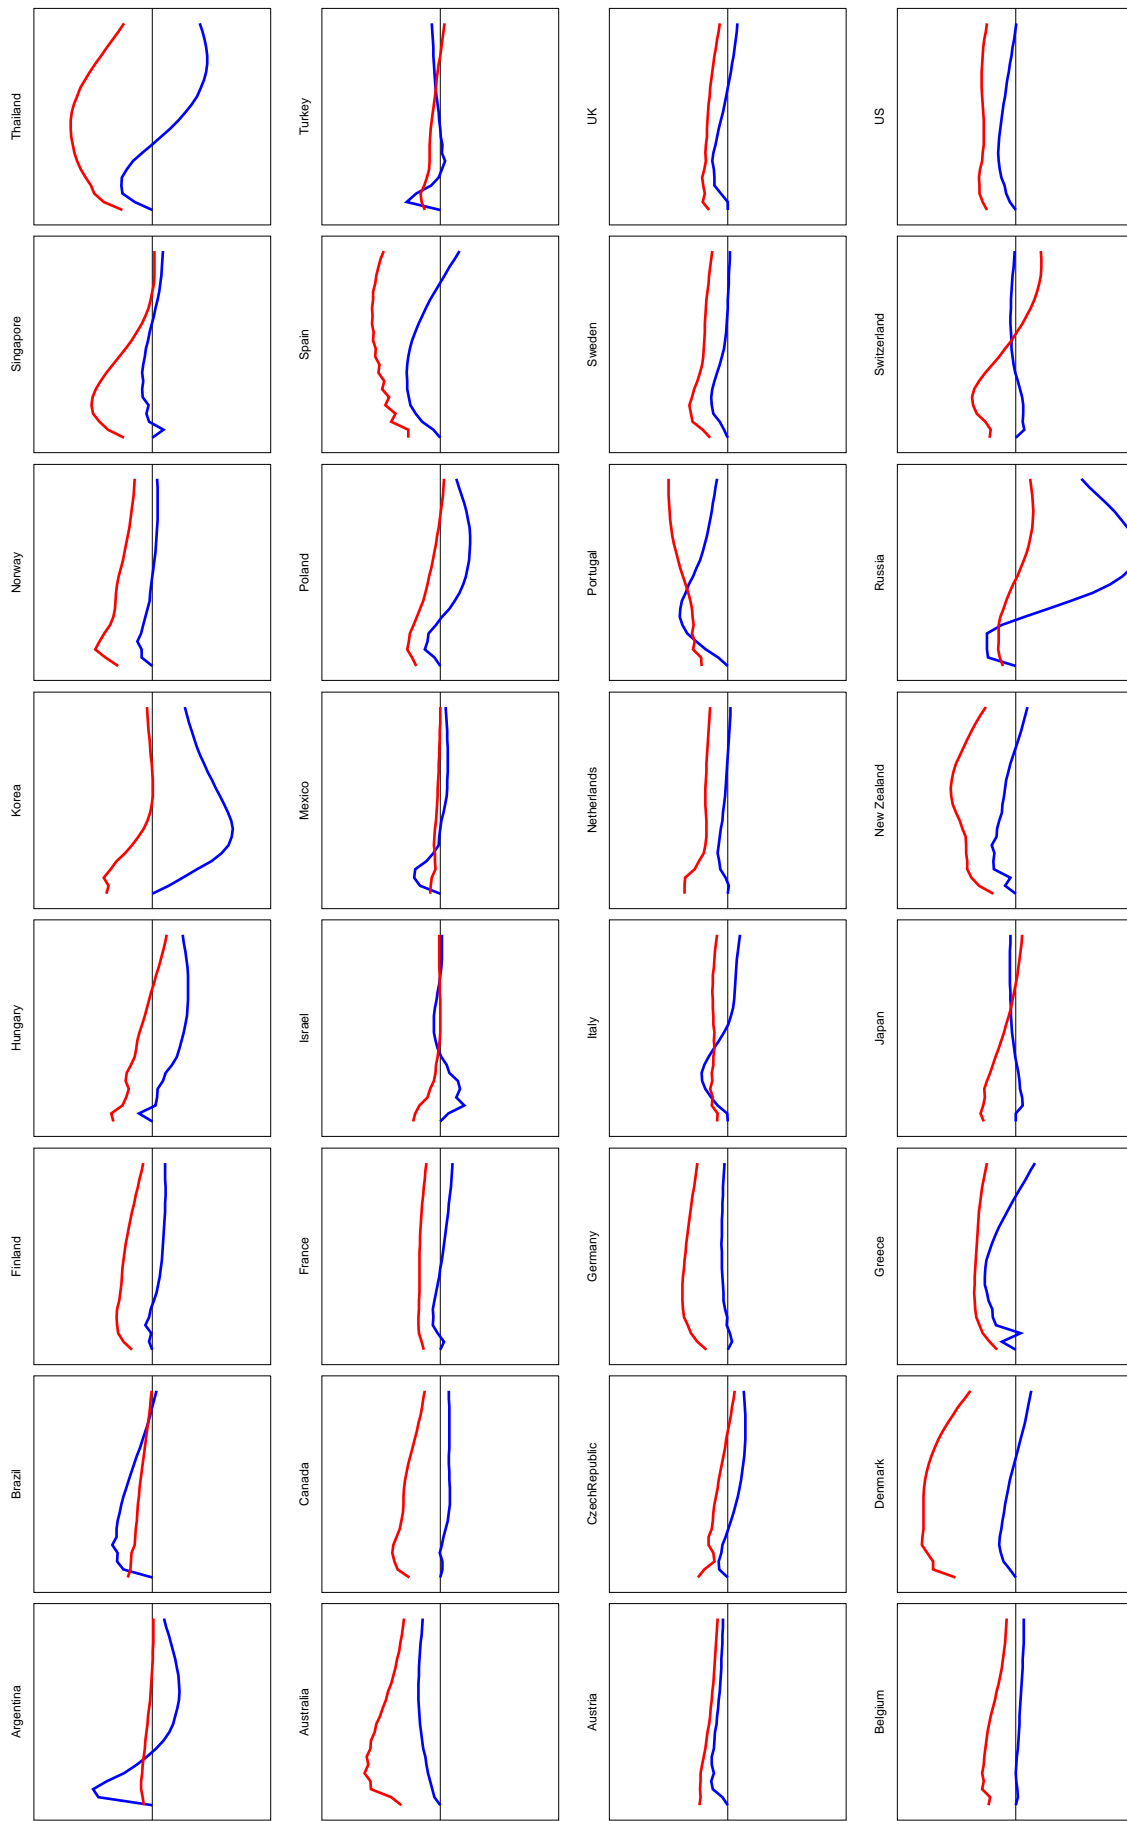 Argentina
Brazil
Finland
Hungary
Korea
Norway
Singapore
Thailand
Australia
Canada
France
Israel
Mexico
Poland
Spain
Turkey
Austria
CzechRepublic
Germany
Italy
Netherlands
Portugal
Sweden
UK
Belgium
Denmark
Greece
Japan
New Zealand
Russia
Switzerland
US